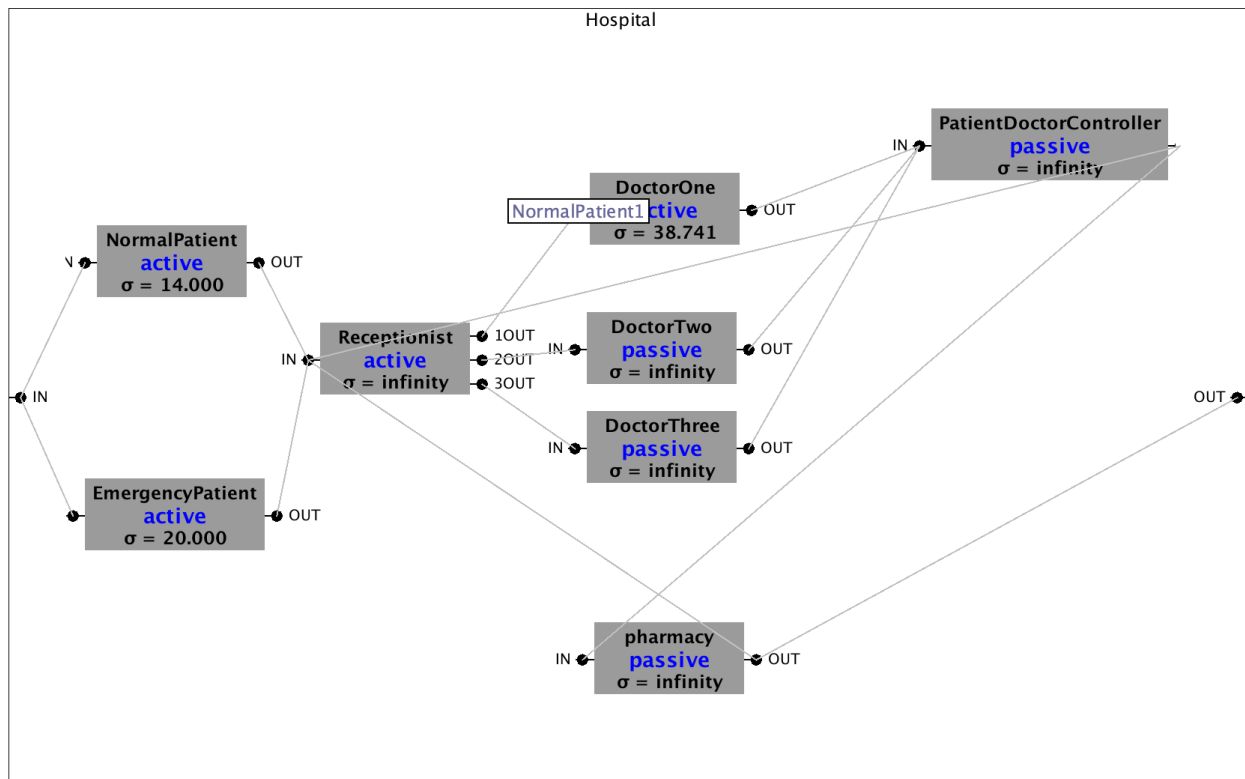 Hospital
PatientDoctorController
IN
passive
σ = infinity
DoctorOne
NormalPatient1
ctive
OUT
σ = 38.741
NormalPatient
N
active
OUT
σ = 14.000
Receptionist
IN
active
σ = infinity
1OUT
2OUT
3OUT
DoctorTwo
IN
passive
OUT
σ = infinity
DoctorThree
IN
passive
OUT
σ = infinity
IN
OUT
EmergencyPatient
active
OUT
σ = 20.000
pharmacy
IN
passive
OUT
σ = infinity